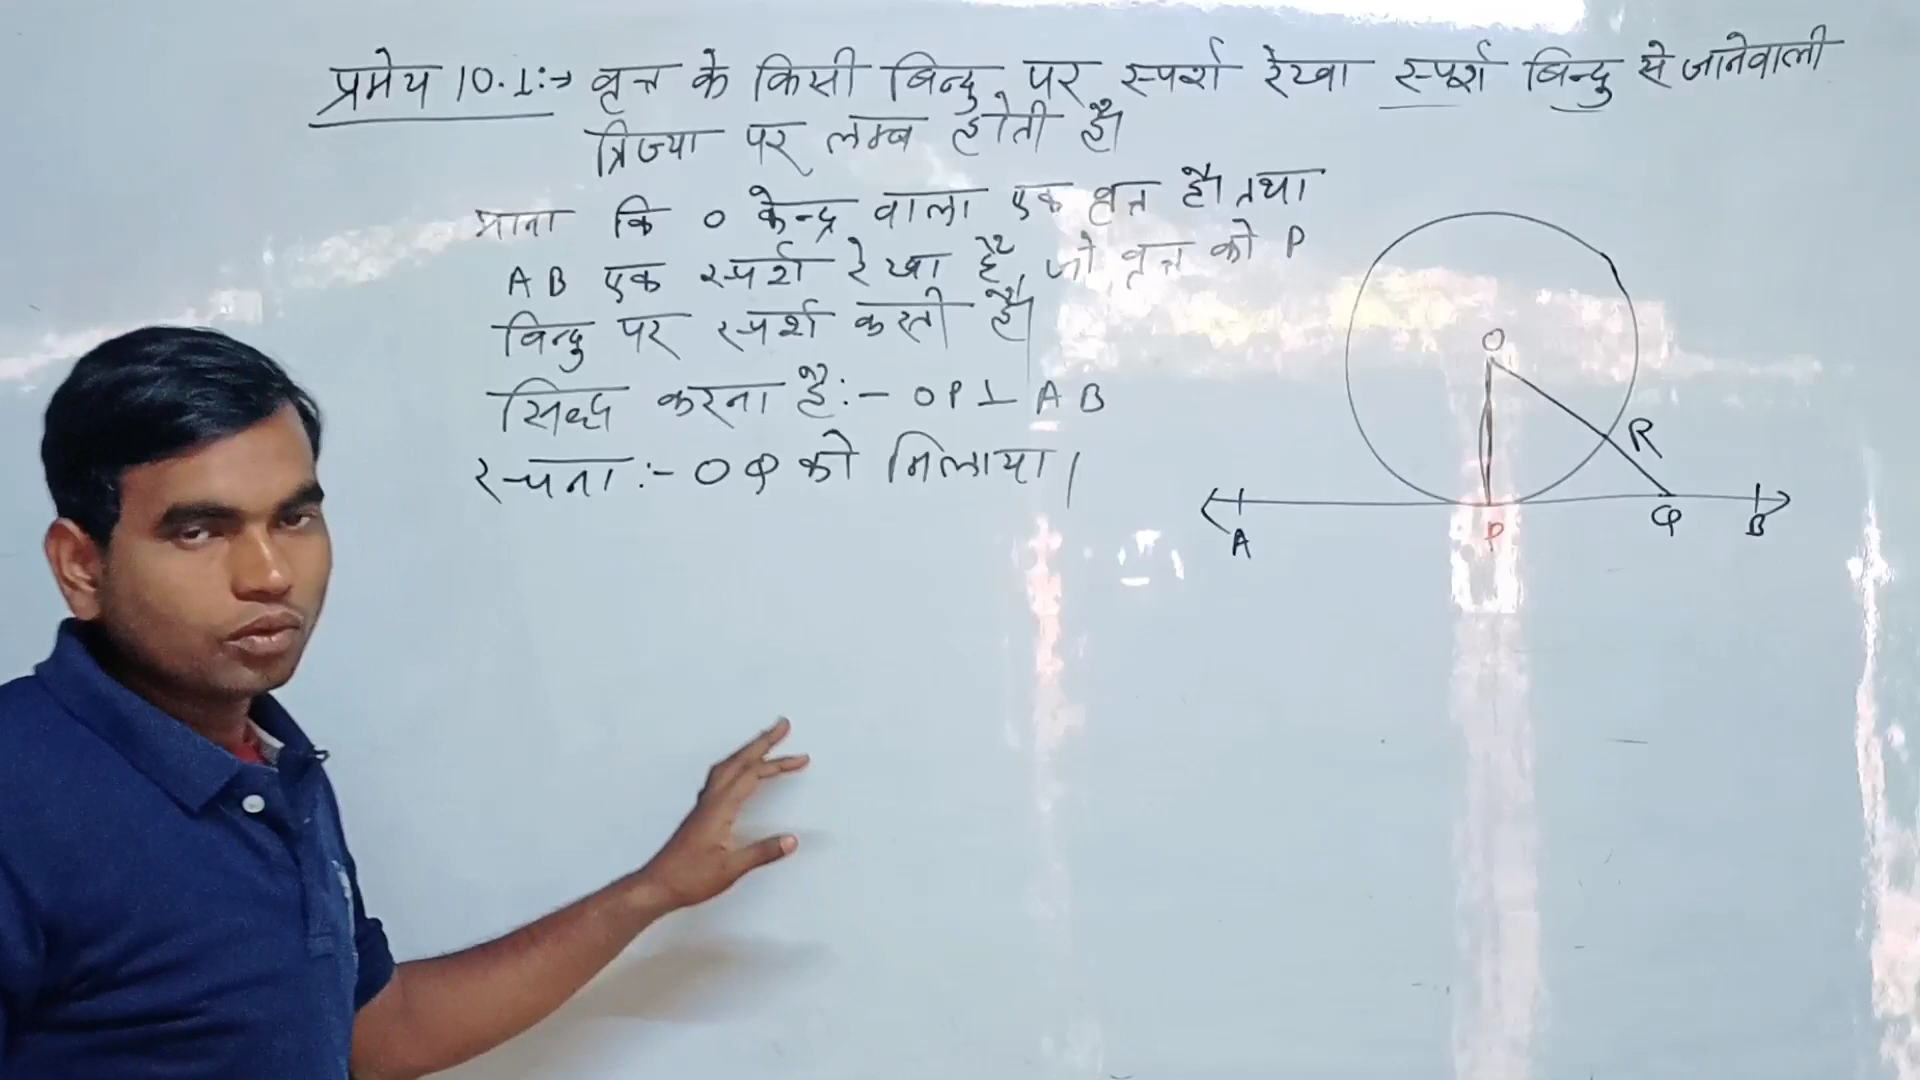 प्रमेय 10.1:→ वृत्त के किसी बिन्दु पर स्पर्श रेखा स्पर्श बिन्दु से जानेवाली
त्रिज्या पर लम्ब होती है।
माना कि O केन्द्र वाला एक वृत्त है। तथा
AB एक स्पर्श रेखा है, जो वृत्त को P
बिन्दु पर स्पर्श करती है।
सिद्ध करना है:- OP⊥AB
रचना:- OQ को मिलाया।
O
R
A
P
Q
B